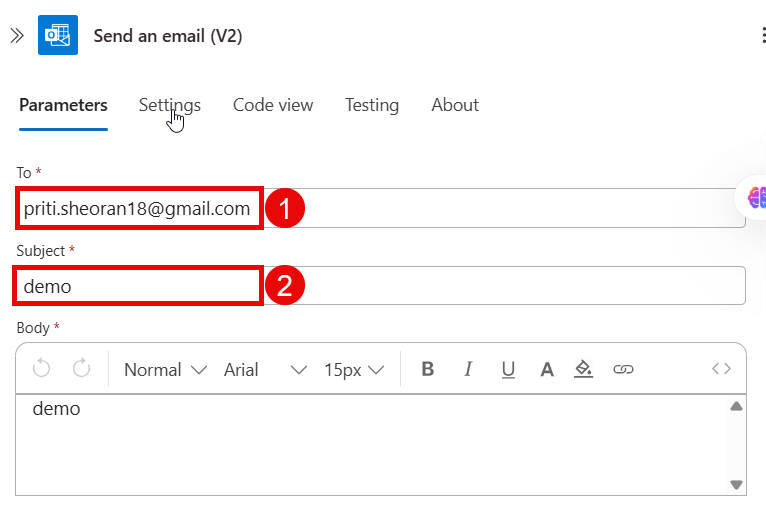 Send an email (V2)
Parameters Settings Code view Testing About
To *
priti.sheoran18@gmail.com 1
Subject *
demo 2
Body *
Normal Arial 15px B I U A
demo